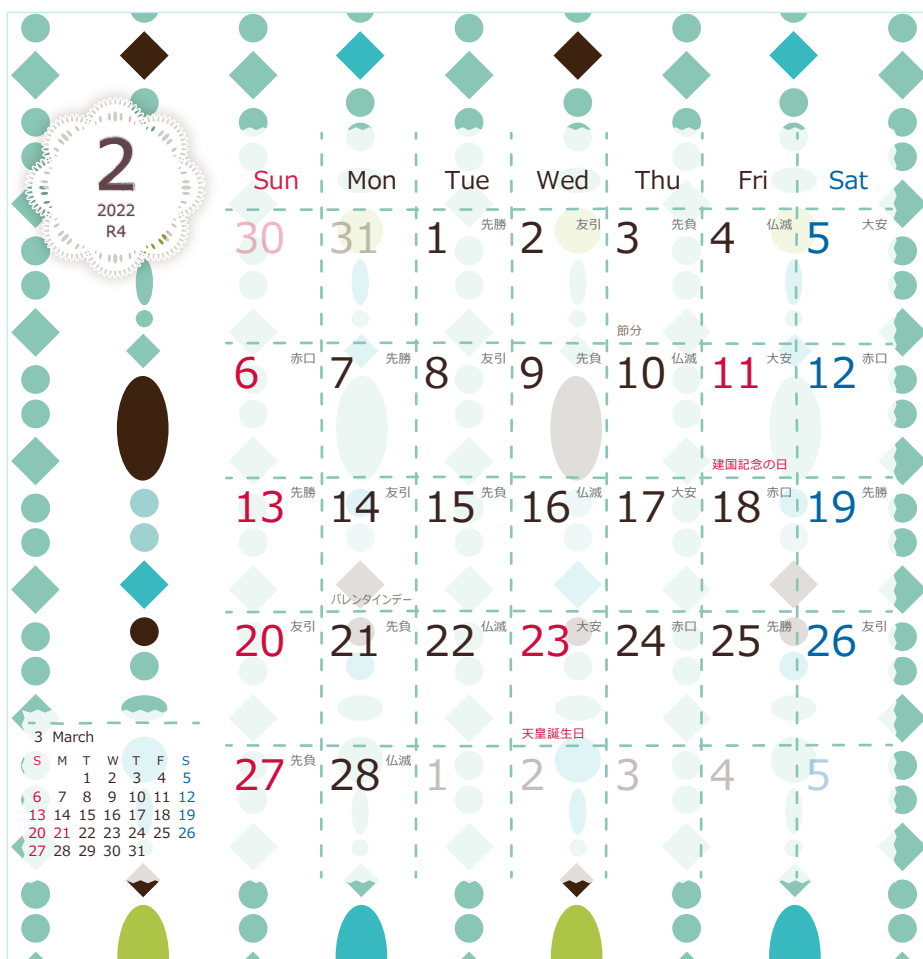 2
2022
R4
Sun Mon Tue Wed Thu Fri Sat
30 31 1 先勝 2 友引 3 先負 4 仏滅 5 大安
節分
6 赤口 7 先勝 8 友引 9 先負 10 仏滅 11 大安 12 赤口
建国記念の日
13 先勝 14 友引 15 先負 16 仏滅 17 大安 18 赤口 19 先勝
バレンタインデー
20 友引 21 先負 22 仏滅 23 大安 24 赤口 25 先勝 26 友引
天皇誕生日
27 先負 28 仏滅 1 2 3 4 5
3 March
S M T W T F S
1 2 3 4 5
6 7 8 9 10 11 12
13 14 15 16 17 18 19
20 21 22 23 24 25 26
27 28 29 30 31